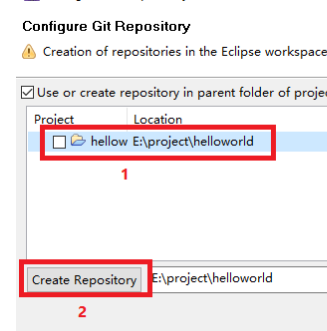 Configure Git Repository
Creation of repositories in the Eclipse workspace
Use or create repository in parent folder of
Project Location
hellow E:\project\helloworld
1
Create Repository E:\project\helloworld
2